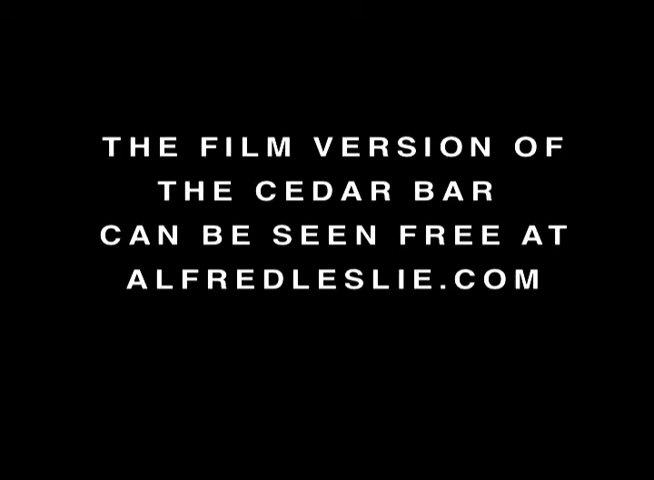 THE FILM VERSION OF
THE CEDAR BAR
CAN BE SEEN FREE AT
ALFREDLESLIE.COM